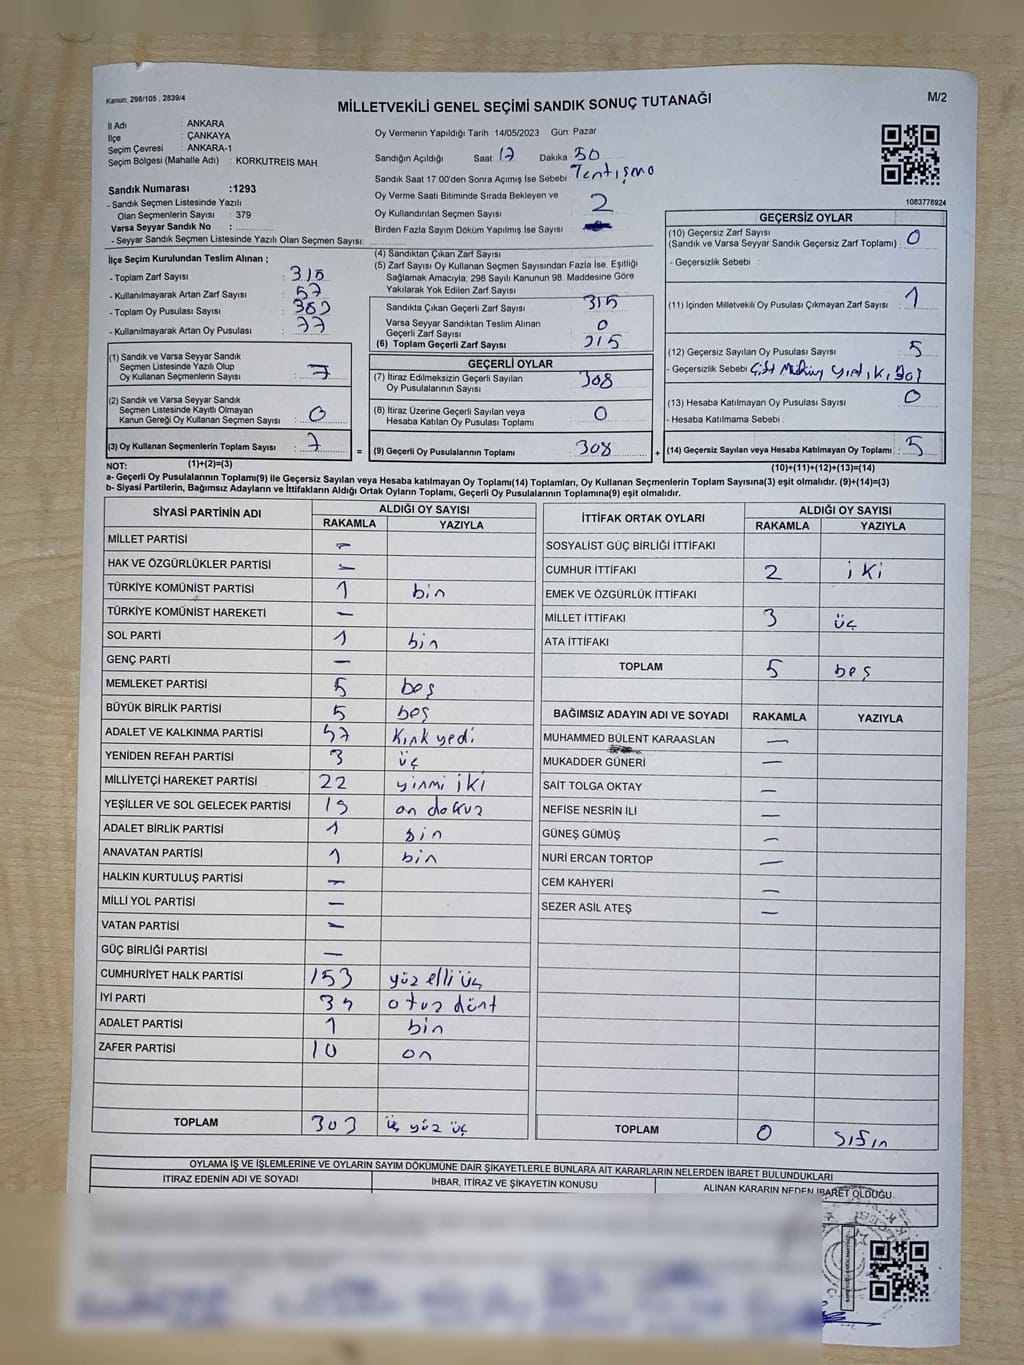 Kanun, 298/105 , 2839/4
MİLLETVEKİLİ GENEL SEÇİMİ SANDIK SONUÇ TUTANAĞI
M/2
İl Adı : ANKARA
İlçe : ÇANKAYA
Seçim Çevresi : ANKARA-1
Seçim Bölgesi (Mahalle Adı) : KORKUTREIS MAH.
Sandık Numarası :1293
- Sandık Seçmen Listesinde Yazılı
Olan Seçmenlerin Sayısı : 379
Varsa Seyyar Sandık No :
- Seyyar Sandık Seçmen Listesinde Yazılı Olan Seçmen Sayısı:
Oy Vermenin Yapıldığı Tarih :14/05/2023 Gün: Pazar
Sandığın Açıldığı Saat: 17 Dakika: 50
Sandık Saat 17.00'den Sonra Açımış İse Sebebi:
Oy Verme Saati Bitiminde Sırada Bekleyen ve
Oy Kullandırılan Seçmen Sayısı : 2
Birden Fazla Sayım Döküm Yapılmış İse Sayısı :
1083778924
İlçe Seçim Kurulundan Teslim Alınan ;
- Toplam Zarf Sayısı : 315
- Kullanılmayarak Artan Zarf Sayısı : 57
- Toplam Oy Pusulası Sayısı :
- Kullanılmayarak Artan Oy Pusulası : 77
(1) Sandık ve Varsa Seyyar Sandık
Seçmen Listesinde Yazılı Olup
Oy Kullanan Seçmenlerin Sayısı : 7
(2) Sandık ve Varsa Seyyar Sandık
Seçmen Listesinde Kayıtlı Olmayan
Kanun Gereği Oy Kullanan Seçmen Sayısı : 0
(3) Oy Kullanan Seçmenlerin Toplam Sayısı : 7
(1)+(2)=(3)
(4) Sandıktan Çıkan Zarf Sayısı :
(5) Zarf Sayısı Oy Kullanan Seçmen Sayısından Fazla İse, Eşitliği
Sağlamak Amacıyla; 298 Sayılı Kanunun 98. Maddesine Göre
Yakılarak Yok Edilen Zarf Sayısı :
Sandıkta Çıkan Geçerli Zarf Sayısı : 315
Varsa Seyyar Sandıktan Teslim Alınan
Geçerli Zarf Sayısı : 0
(6) Toplam Geçerli Zarf Sayısı : 315
GEÇERLİ OYLAR
(7) İtiraz Edilmeksizin Geçerli Sayılan
Oy Pusulalarının Sayısı : 308
(8) İtiraz Üzerine Geçerli Sayılan veya
Hesaba Katılan Oy Pusulası Toplamı : 0
= (9) Geçerli Oy Pusulalarının Toplamı : 308
GEÇERSİZ OYLAR
(10) Geçersiz Zarf Sayısı
(Sandık ve Varsa Seyyar Sandık Geçersiz Zarf Toplamı) : 0
- Geçersizlik Sebebi :
(11) İçinden Milletvekili Oy Pusulası Çıkmayan Zarf Sayısı : 1
(12) Geçersiz Sayılan Oy Pusulası Sayısı : 5
- Geçersizlik Sebebi : Çift
(13) Hesaba Katılmayan Oy Pusulası Sayısı : 0
- Hesaba Katılmama Sebebi :
+ (14) Geçersiz Sayılan veya Hesaba Katılmayan Oy Toplamı : 5
(10)+(11)+(12)+(13)=(14)
NOT:
a- Geçerli Oy Pusulalarının Toplamı(9) ile Geçersiz Sayılan veya Hesaba katılmayan Oy Toplamı(14) Toplamları, Oy Kullanan Seçmenlerin Toplam Sayısına(3) eşit olmalıdır. (9)+(14)=(3)
b- Siyasi Partilerin, Bağımsız Adayların ve İttifakların Aldığı Ortak Oyların Toplamı, Geçerli Oy Pusulalarının Toplamına(9) eşit olmalıdır.
SİYASİ PARTİNİN ADI ALDIĞI OY SAYISI
RAKAMLA YAZIYLA
MİLLET PARTİSİ –
HAK VE ÖZGÜRLÜKLER PARTİSİ –
TÜRKİYE KOMÜNİST PARTİSİ 1 bir
TÜRKİYE KOMÜNİST HAREKETİ –
SOL PARTİ 1 bir
GENÇ PARTİ –
MEMLEKET PARTİSİ 5 beş
BÜYÜK BİRLİK PARTİSİ 5 beş
ADALET VE KALKINMA PARTİSİ 47 Kırk yedi
YENİDEN REFAH PARTİSİ 3 üç
MİLLİYETÇİ HAREKET PARTİSİ 22 yirmi iki
YEŞİLLER VE SOL GELECEK PARTİSİ 19 on dokuz
ADALET BİRLİK PARTİSİ 1 bir
ANAVATAN PARTİSİ 1 bir
HALKIN KURTULUŞ PARTİSİ –
MİLLİ YOL PARTİSİ –
VATAN PARTİSİ –
GÜÇ BİRLİĞİ PARTİSİ –
CUMHURİYET HALK PARTİSİ 153 yüz elli üç
İYİ PARTİ 34 otuz dört
ADALET PARTİSİ 1 bir
ZAFER PARTİSİ 10 on
TOPLAM 303 üç yüz üç
İTTİFAK ORTAK OYLARI ALDIĞI OY SAYISI
RAKAMLA YAZIYLA
SOSYALİST GÜÇ BİRLİĞİ İTTİFAKI
CUMHUR İTTİFAKI 2 iki
EMEK VE ÖZGÜRLÜK İTTİFAKI
MİLLET İTTİFAKI 3 üç
ATA İTTİFAKI
TOPLAM 5 beş
BAĞIMSIZ ADAYIN ADI VE SOYADI RAKAMLA YAZIYLA
MUHAMMED BÜLENT KARAASLAN –
MUKADDER GÜNERİ –
SAİT TOLGA OKTAY –
NEFİSE NESRİN İLİ –
GÜNEŞ GÜMÜŞ –
NURİ ERCAN TORTOP –
CEM KAHYERİ –
SEZER ASIL ATEŞ –
TOPLAM 0 sıfır
OYLAMA İŞ VE İŞLEMLERİNE VE OYLARIN SAYIM DÖKÜMÜNE DAİR ŞİKAYETLERLE BUNLARA AİT KARARLARIN NELERDEN İBARET BULUNDUKLARI
İTİRAZ EDENİN ADI VE SOYADI İHBAR, İTİRAZ VE ŞİKAYETİN KONUSU ALINAN KARARIN NEDEN İBARET OLDUĞU